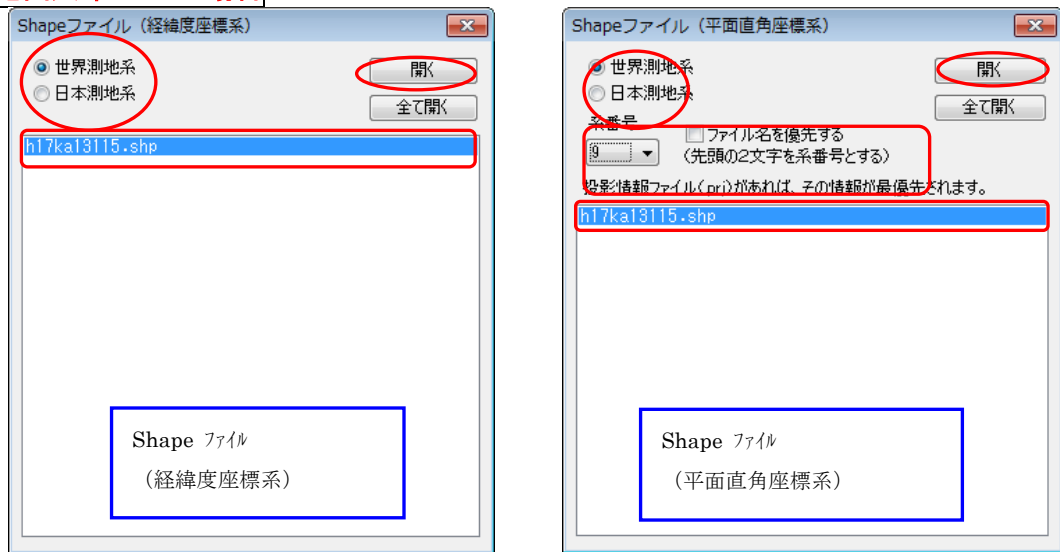 Shapeファイル（経緯度座標系）
世界測地系
日本測地系
開く
全て開く
h17ka13115.shp
Shape ﾌｧｲﾙ
（経緯度座標系）
Shapeファイル（平面直角座標系）
世界測地系
日本測地系
開く
全て開く
系番号
9
ファイル名を優先する
（先頭の2文字を系番号とする）
投影情報ファイル(prj)があれば、その情報が最優先されます。
h17ka13115.shp
Shape ﾌｧｲﾙ
（平面直角座標系）